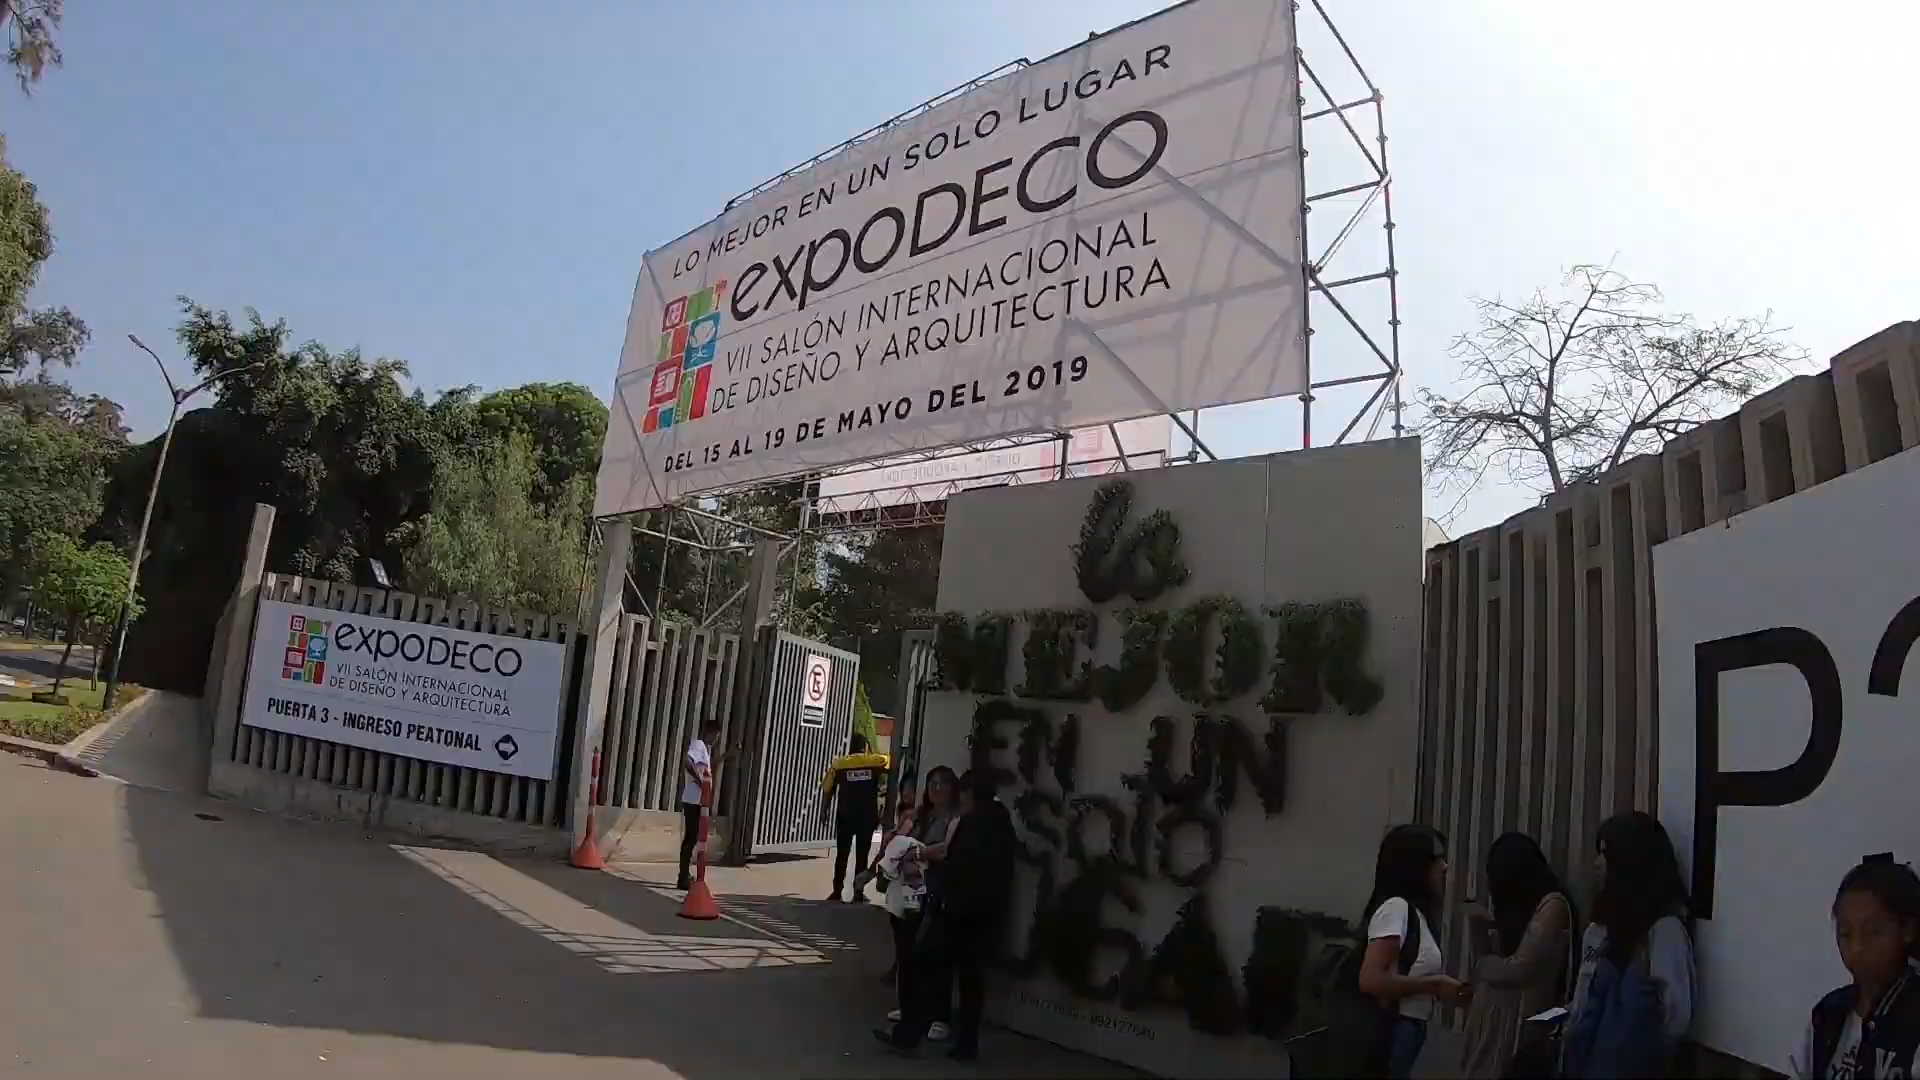 LO MEJOR EN UN SOLO LUGAR
expoDECO
VII SALÓN INTERNACIONAL
DE DISEÑO Y ARQUITECTURA
DEL 15 AL 19 DE MAYO DEL 2019
expoDECO
VII SALÓN INTERNACIONAL
DE DISEÑO Y ARQUITECTURA
PUERTA 3 - INGRESO PEATONAL
E
lo
MEJOR
EN UN
SOLO
LUGAR
P